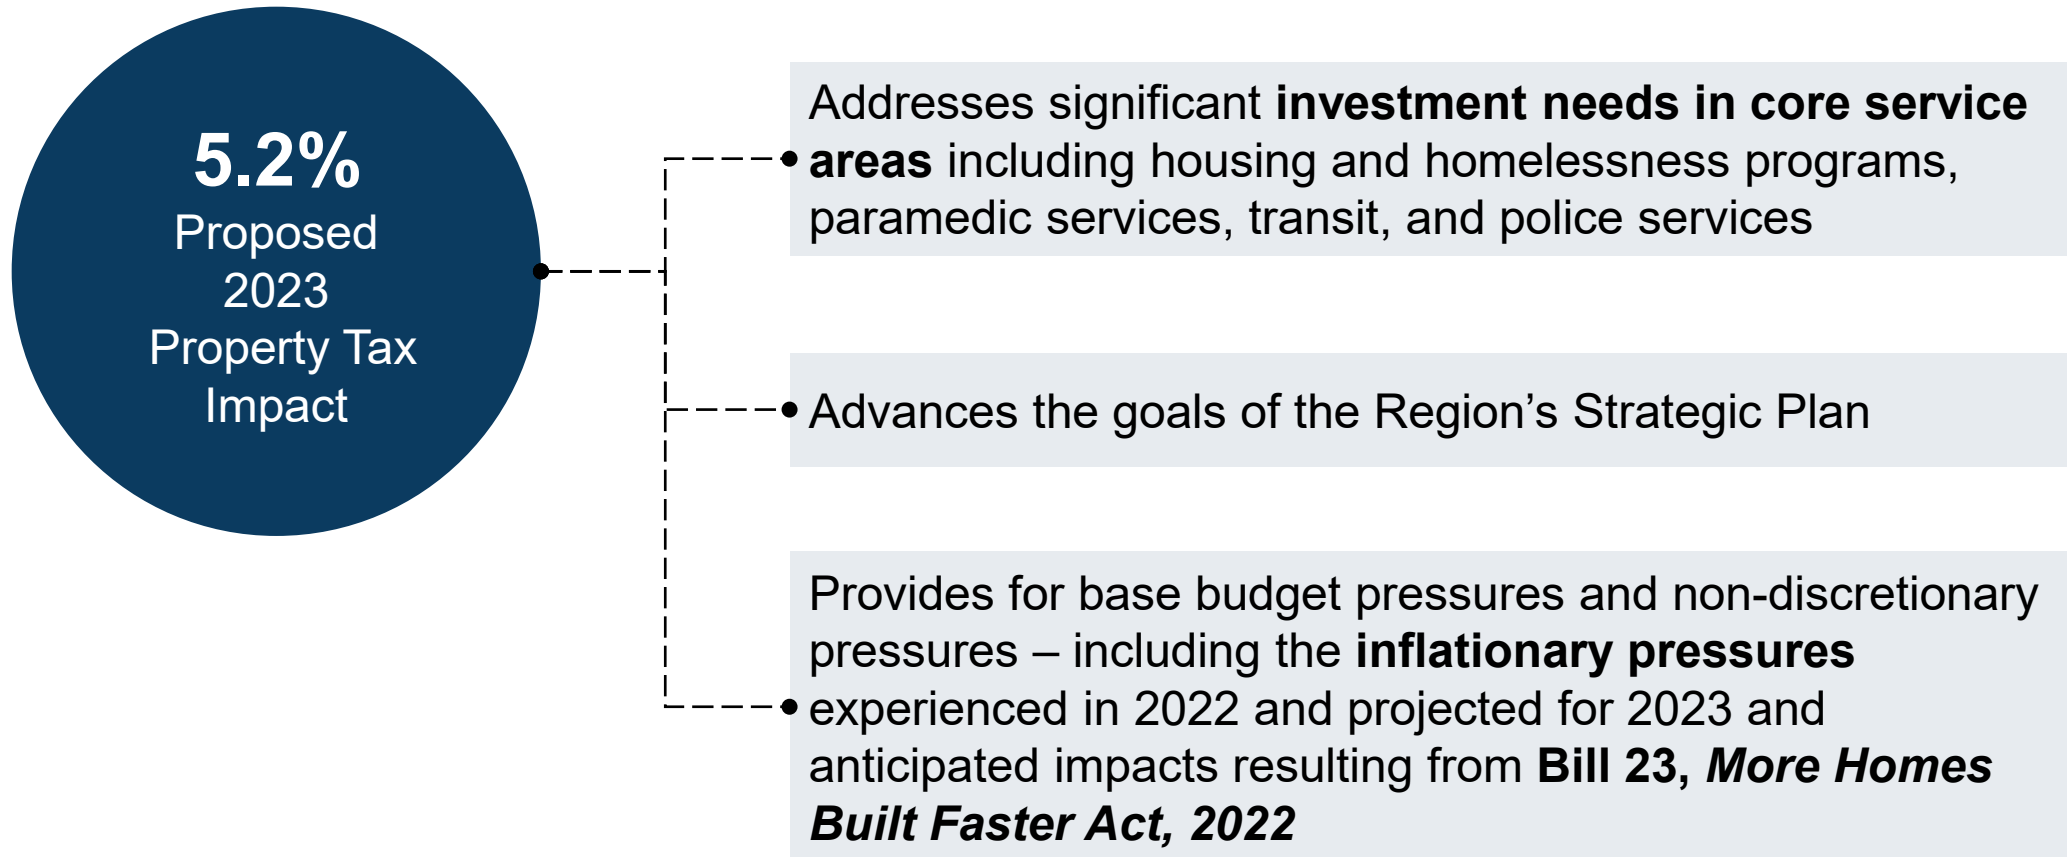 5.2%
Proposed
2023
Property Tax
Impact
Addresses significant investment needs in core service
areas including housing and homelessness programs,
paramedic services, transit, and police services
Advances the goals of the Region’s Strategic Plan
Provides for base budget pressures and non-discretionary
pressures – including the inflationary pressures
experienced in 2022 and projected for 2023 and
anticipated impacts resulting from Bill 23, More Homes
Built Faster Act, 2022